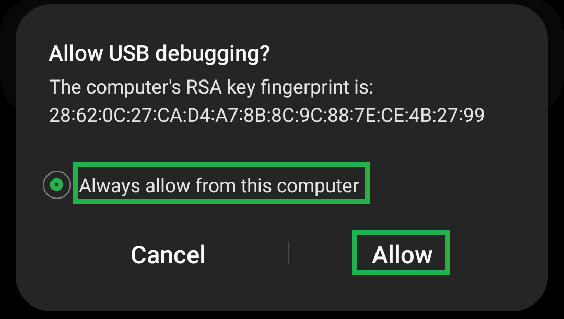 Allow USB debugging?
The computer's RSA key fingerprint is:
28:62:0C:27:CA:D4:A7:8B:8C:9C:88:7E:CE:4B:27:99
Always allow from this computer
Cancel
Allow